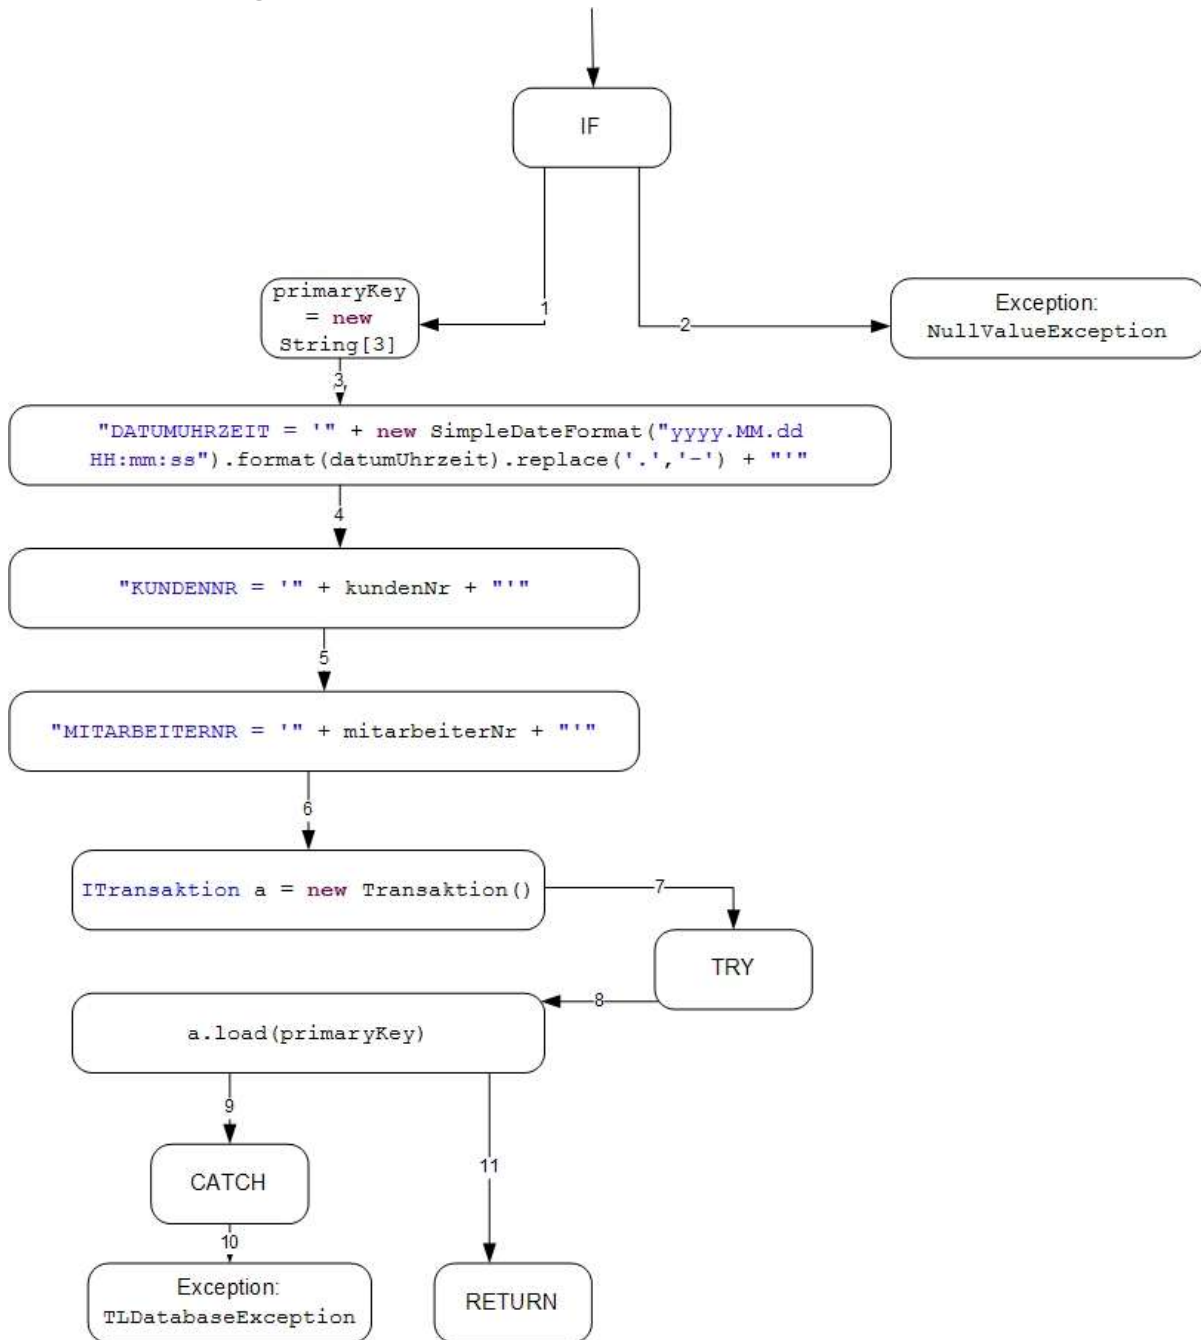 IF
1
2
primaryKey
= new
String[3]
Exception:
NullValueException
3,
"DATUMUHRZEIT = '" + new SimpleDateFormat("yyyy.MM.dd
HH:mm:ss").format(datumUhrzeit).replace('.','-') + "'"
4
"KUNDENNR = '" + kundenNr + "'"
5
"MITARBEITERNR = '" + mitarbeiterNr + "'"
6
ITransaktion a = new Transaktion()
7
TRY
8
a.load(primaryKey)
9
11
CATCH
10
Exception:
TLDatabaseException
RETURN